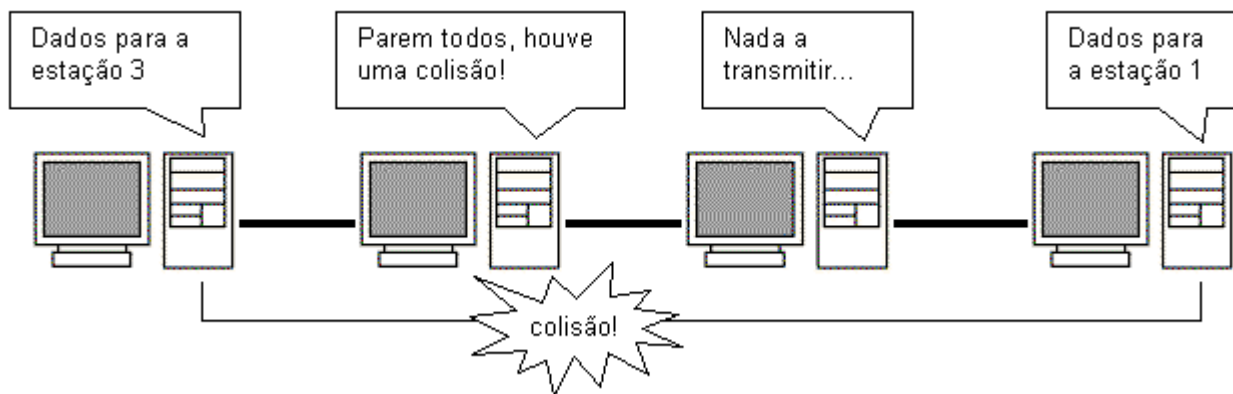 Dados para a
estação 3
Parem todos, houve
uma colisão!
Nada a
transmitir...
Dados para
a estação 1
colisão!